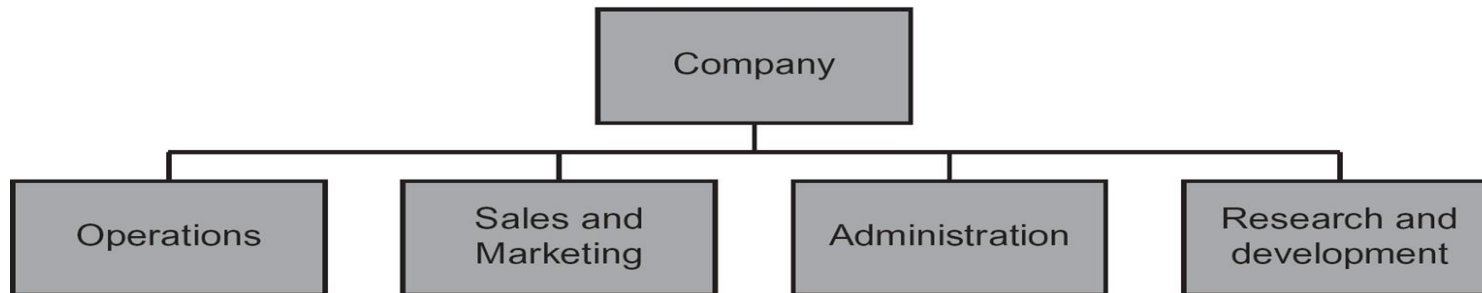 Company
Operations
Sales and
Marketing
Administration
Research and
development